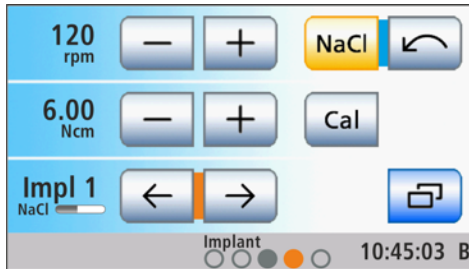 120
rpm
NaCl
6.00
Ncm
Cal
Impl 1
NaCl
Implant
10:45:03 B